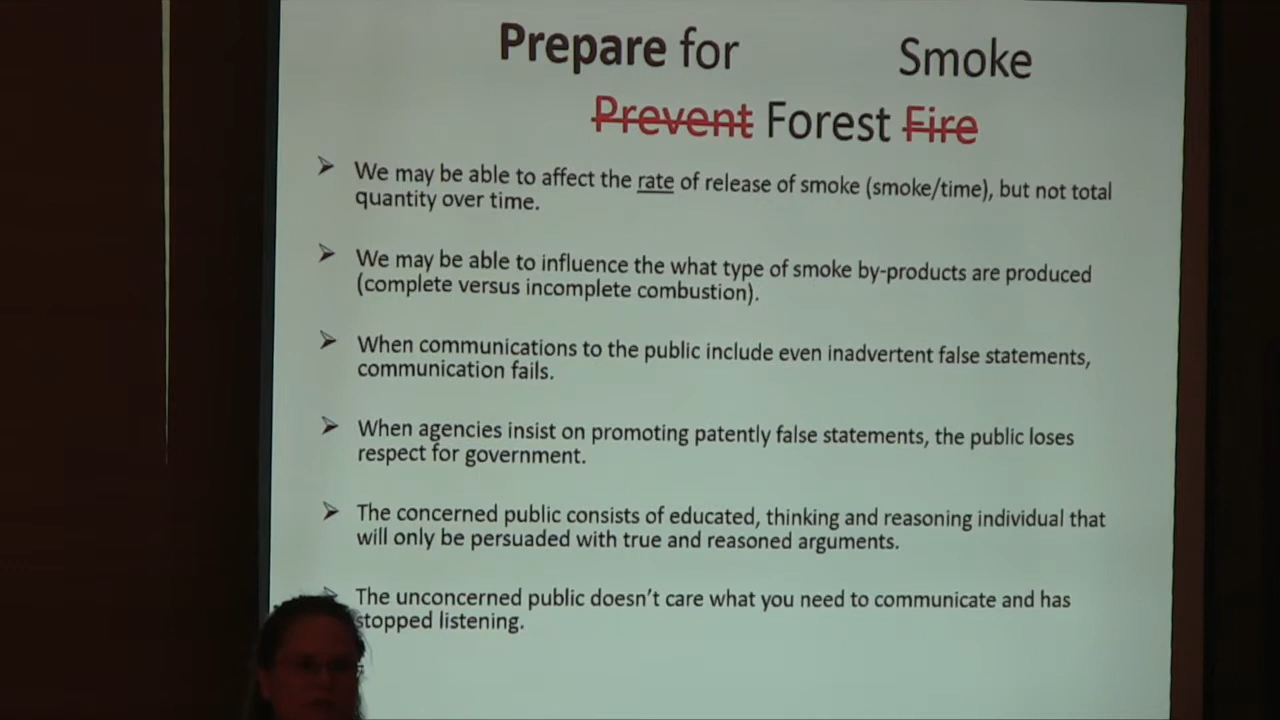 Prepare for Smoke
Prevent Forest Fire
We may be able to affect the rate of release of smoke (smoke/time), but not total
quantity over time.
We may be able to influence the what type of smoke by-products are produced
(complete versus incomplete combustion).
When communications to the public include even inadvertent false statements,
communication fails.
When agencies insist on promoting patently false statements, the public loses
respect for government.
The concerned public consists of educated, thinking and reasoning individual that
will only be persuaded with true and reasoned arguments.
The unconcerned public doesn't care what you need to communicate and has
stopped listening.